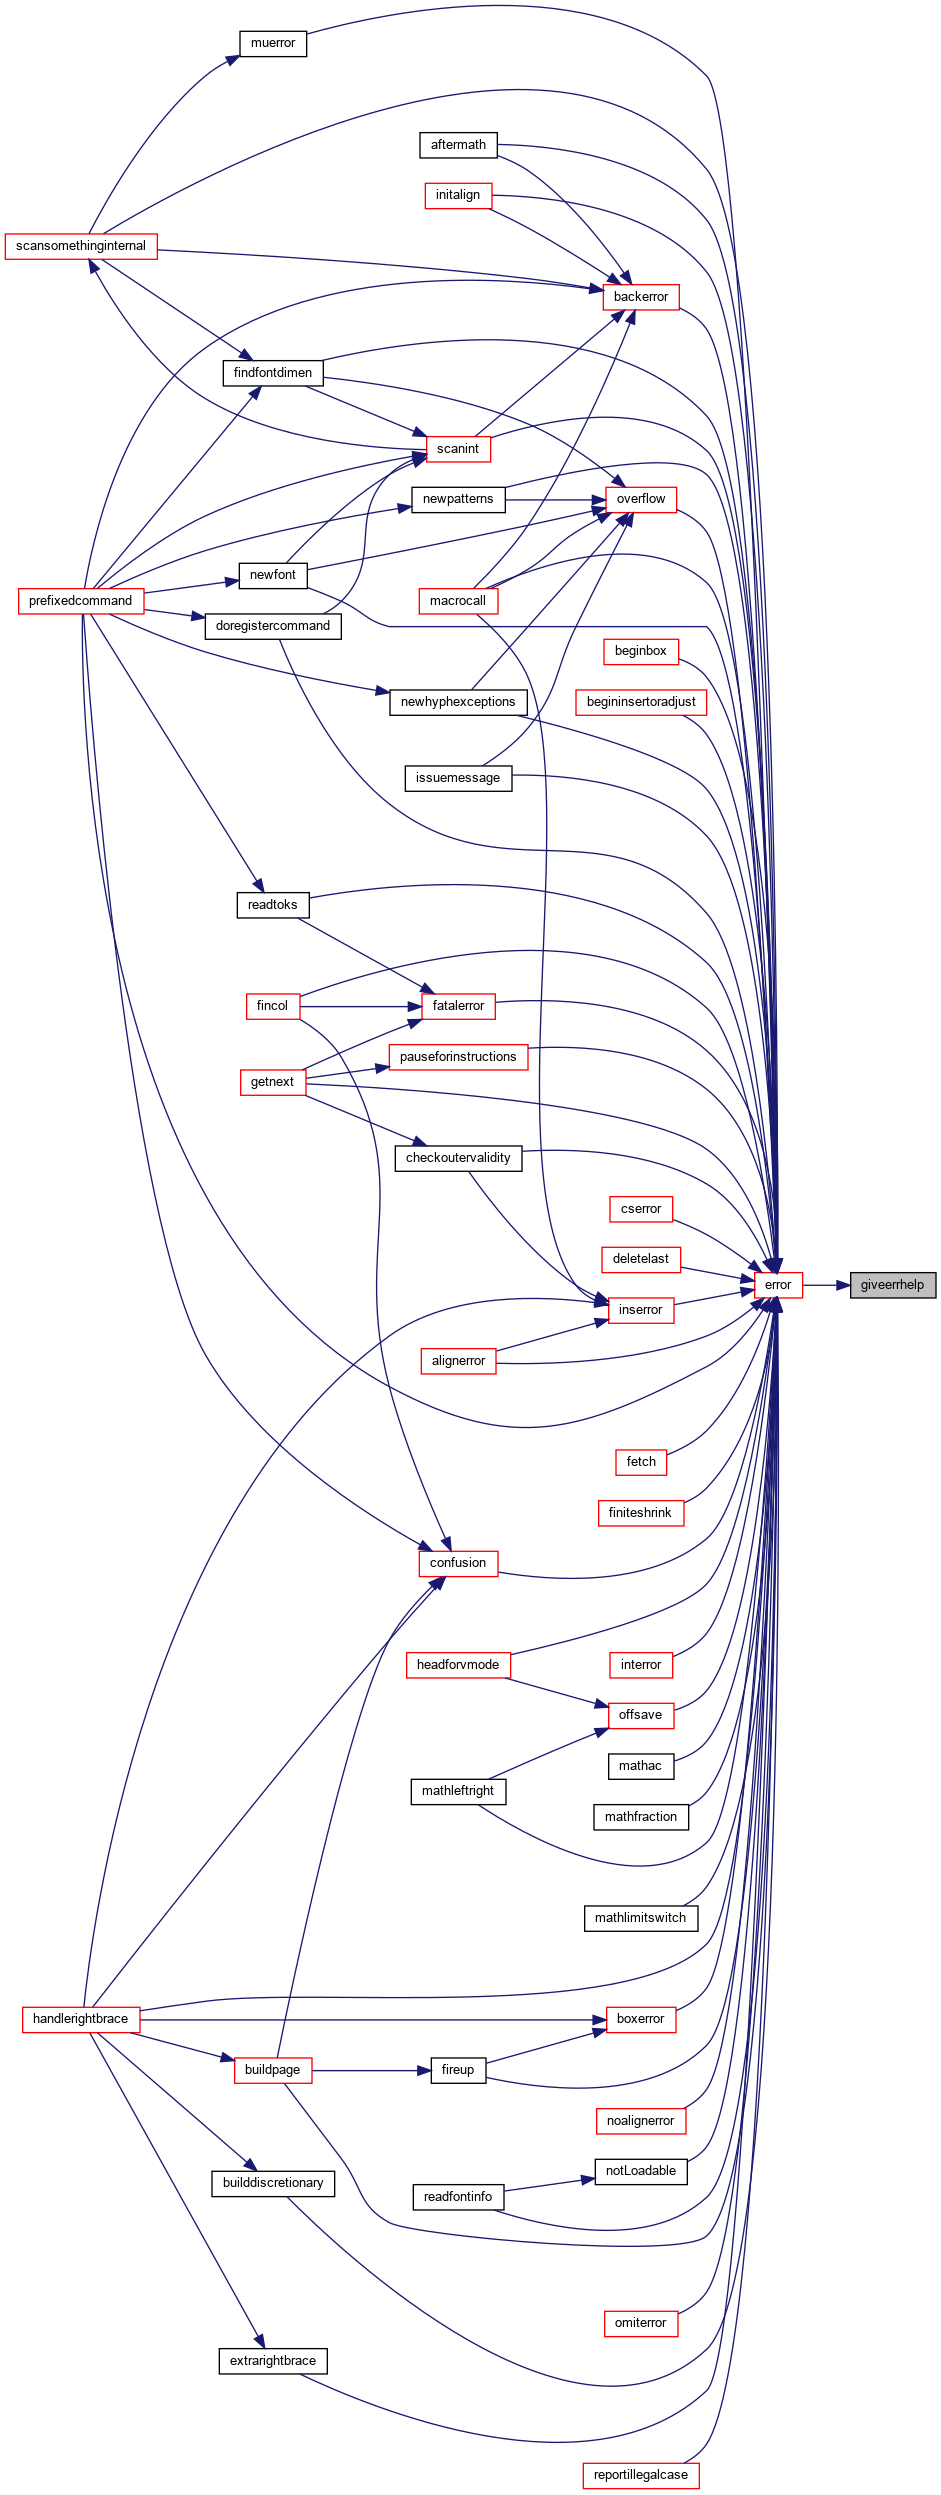 muerror
aftermath
initalign
scansomethinginternal
backerror
findfontdimen
scanint
newpatterns
overflow
newfont
prefixedcommand
macrocall
doregistercommand
beginbox
begininsertoradjust
newhyphexceptions
issuemessage
readtoks
fincol
fatalerror
pauseforinstructions
getnext
checkoutervalidity
cserror
deletelast
error
giveerrhelp
inserror
alignerror
fetch
finiteshrink
confusion
headforvmode
interror
offsave
mathac
mathleftright
mathfraction
mathlimitswitch
handlerightbrace
boxerror
buildpage
fireup
noalignerror
notLoadable
builddiscretionary
readfontinfo
omiterror
extrarightbrace
reportillegalcase